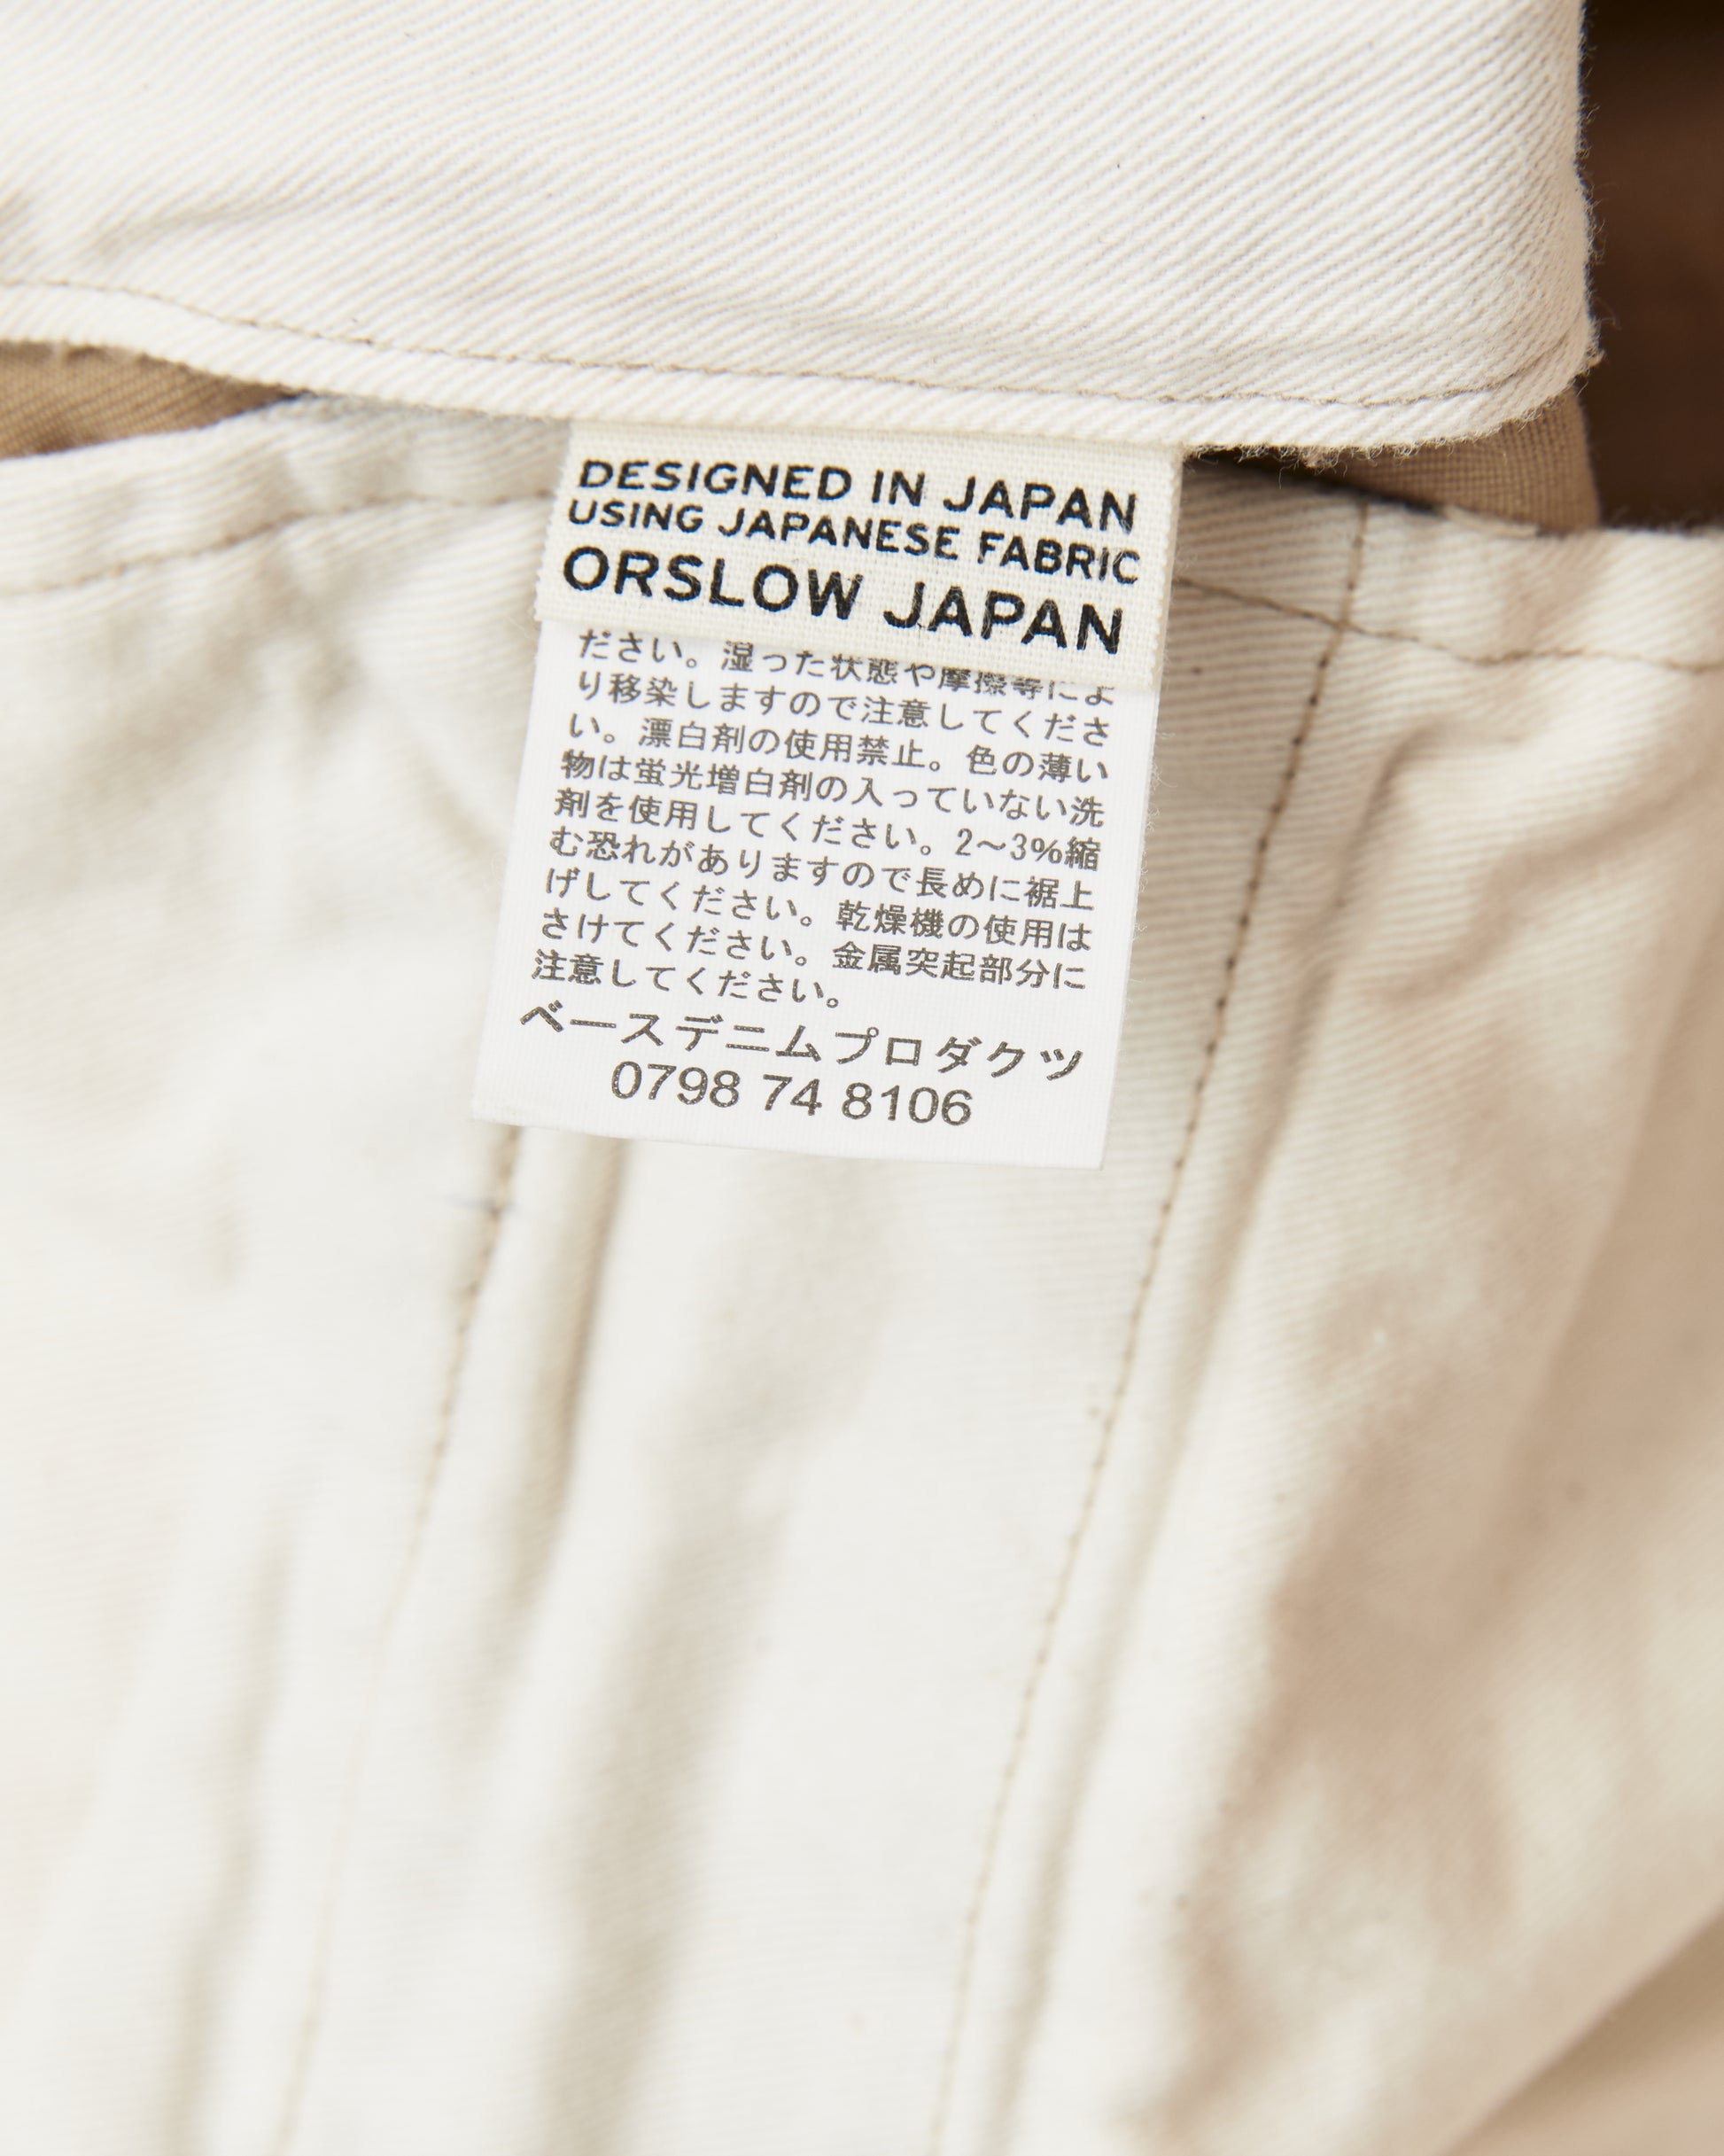 DESIGNED IN JAPAN
USING JAPANESE FABRIC
ORSLOW JAPAN
ださい。湿った状態や摩擦等によ
り移染しますので注意してくださ
い。漂白剤の使用禁止。色の薄い
物は蛍光増白剤の入っていない洗
剤を使用してください。2〜3%縮
む恐れがありますので長めに裾上
げしてください。乾燥機の使用は
さけてください。金属突起部分に
注意してください。
ベースデニムプロダクツ
0798 74 8106